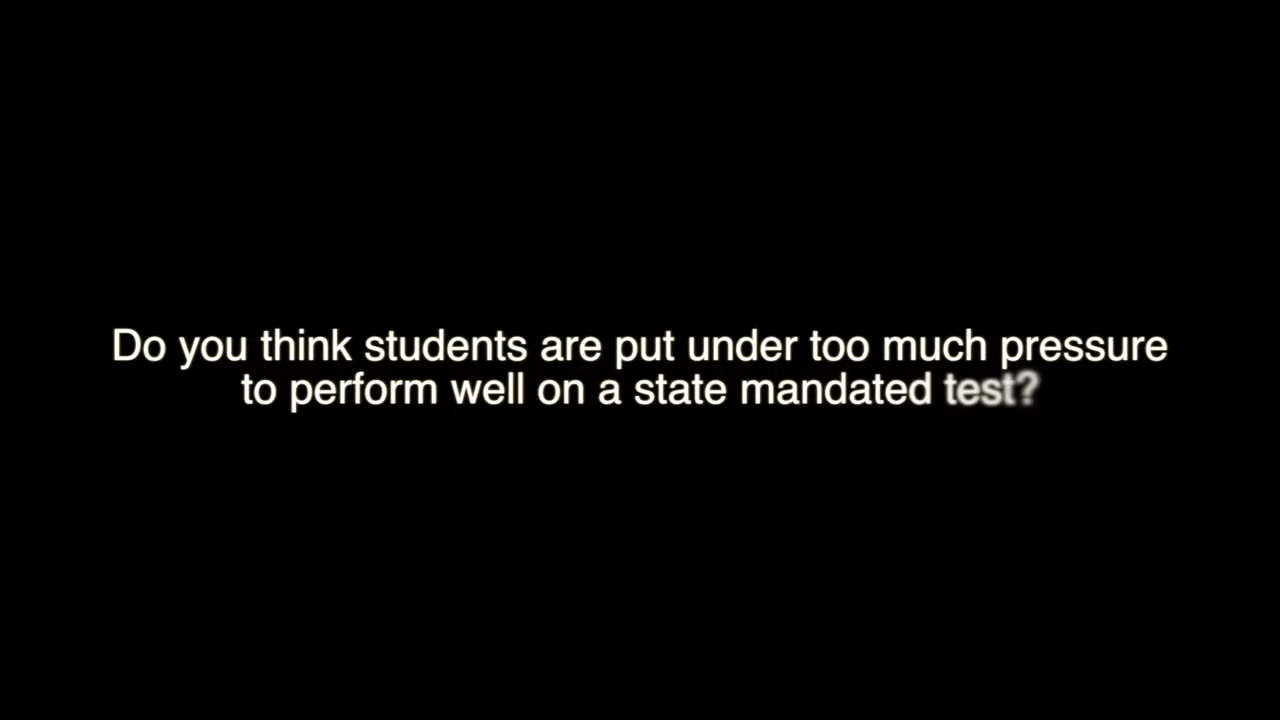 Do you think students are put under too much pressure
to perform well on a state mandated test?